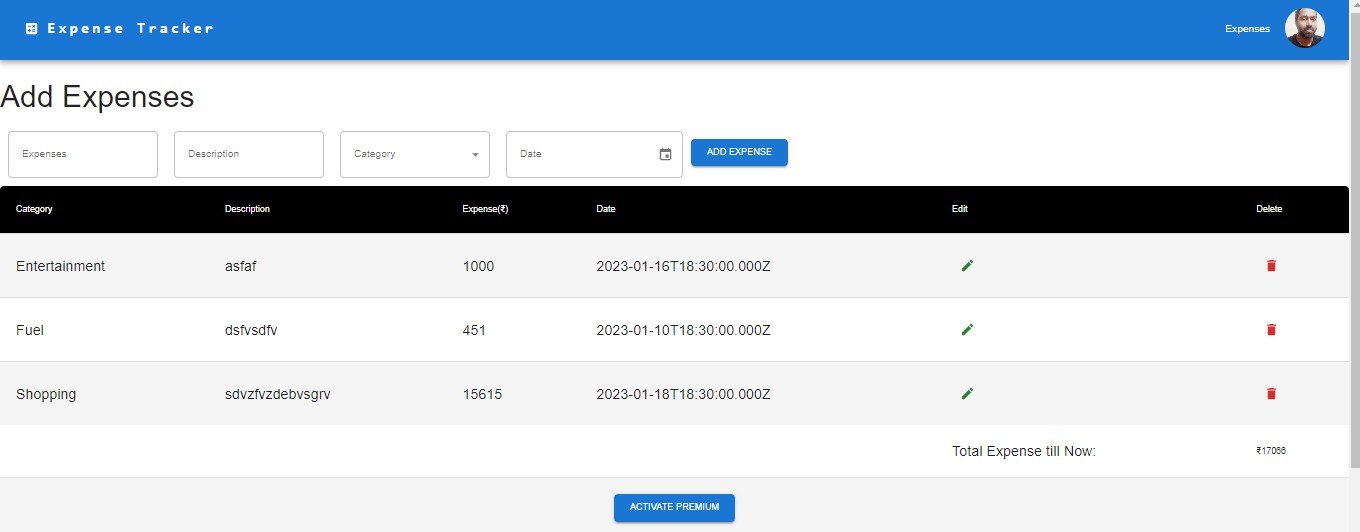 Expense Tracker
Expenses
Add Expenses
Expenses Description Category Date ADD EXPENSE
Category Description Expense(₹) Date Edit Delete
Entertainment asfaf 1000 2023-01-16T18:30:00.000Z
Fuel dsfvsdfv 451 2023-01-10T18:30:00.000Z
Shopping sdvzfvzdebvsgrv 15615 2023-01-18T18:30:00.000Z
Total Expense till Now: ₹17066
ACTIVATE PREMIUM